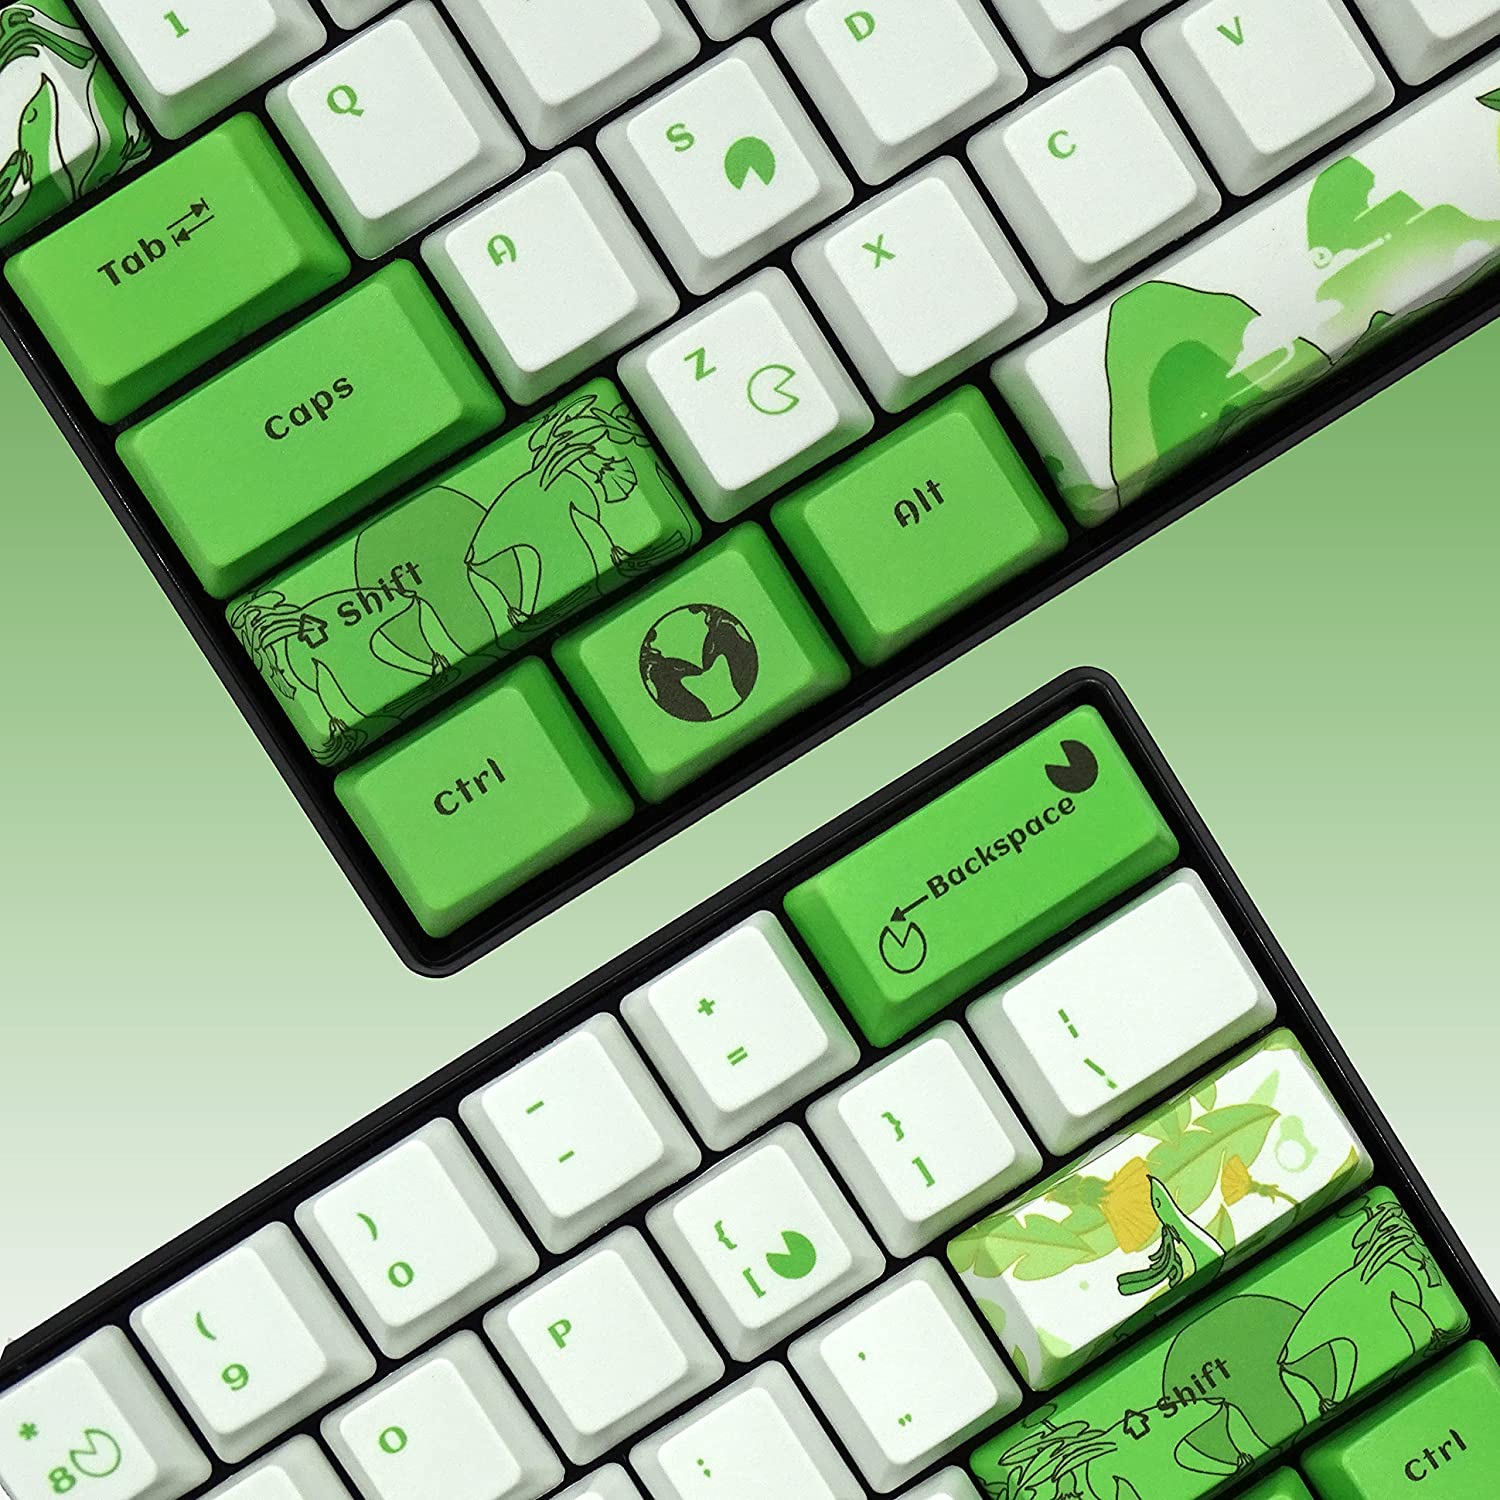 1
Q
D
V
Tab
S
C
A
X
caps
Z
Alt
Shift
Ctrl
Backspace
+
=
¦
\
}
]
{
[
)
0
(
9
*
8
P
O
'
"
;
Shift
ctrl